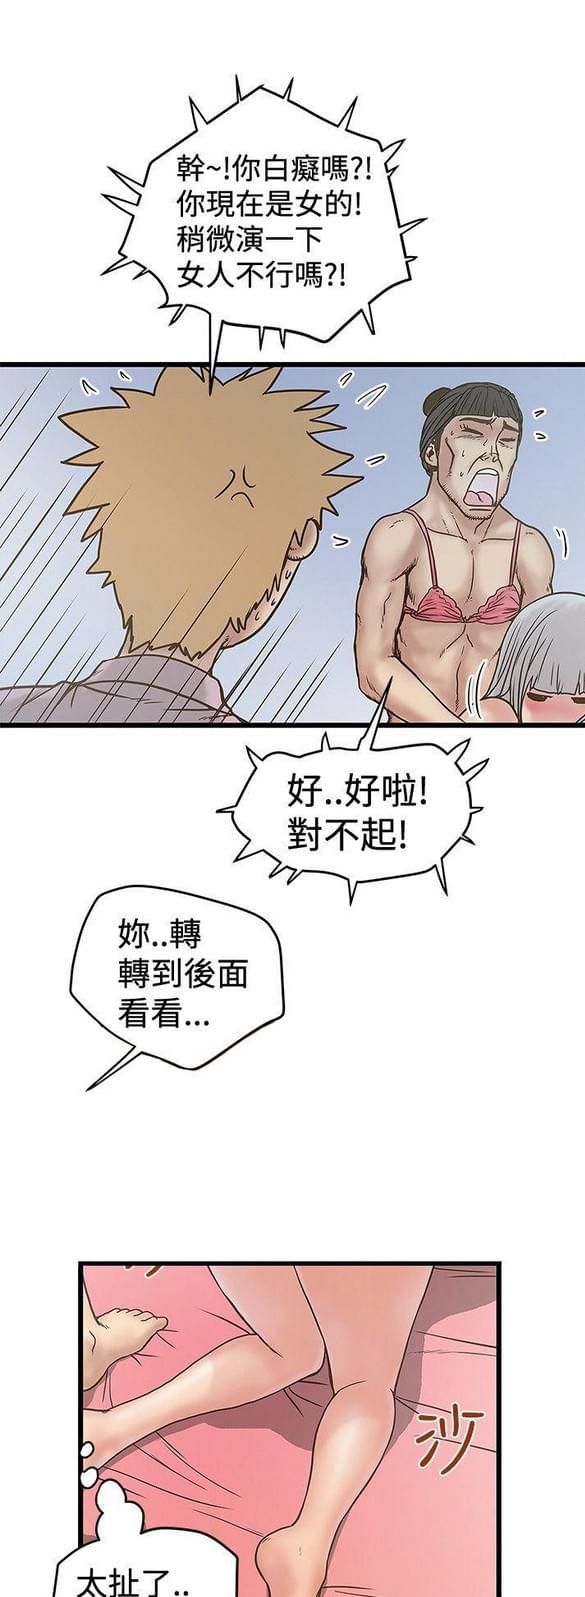 幹~!你白癡嗎?!
你現在是女的!
稍微演一下
女人不行嗎?!
好..好啦!
對不起!
妳..轉
轉到後面
看看...
沙
太扯了..